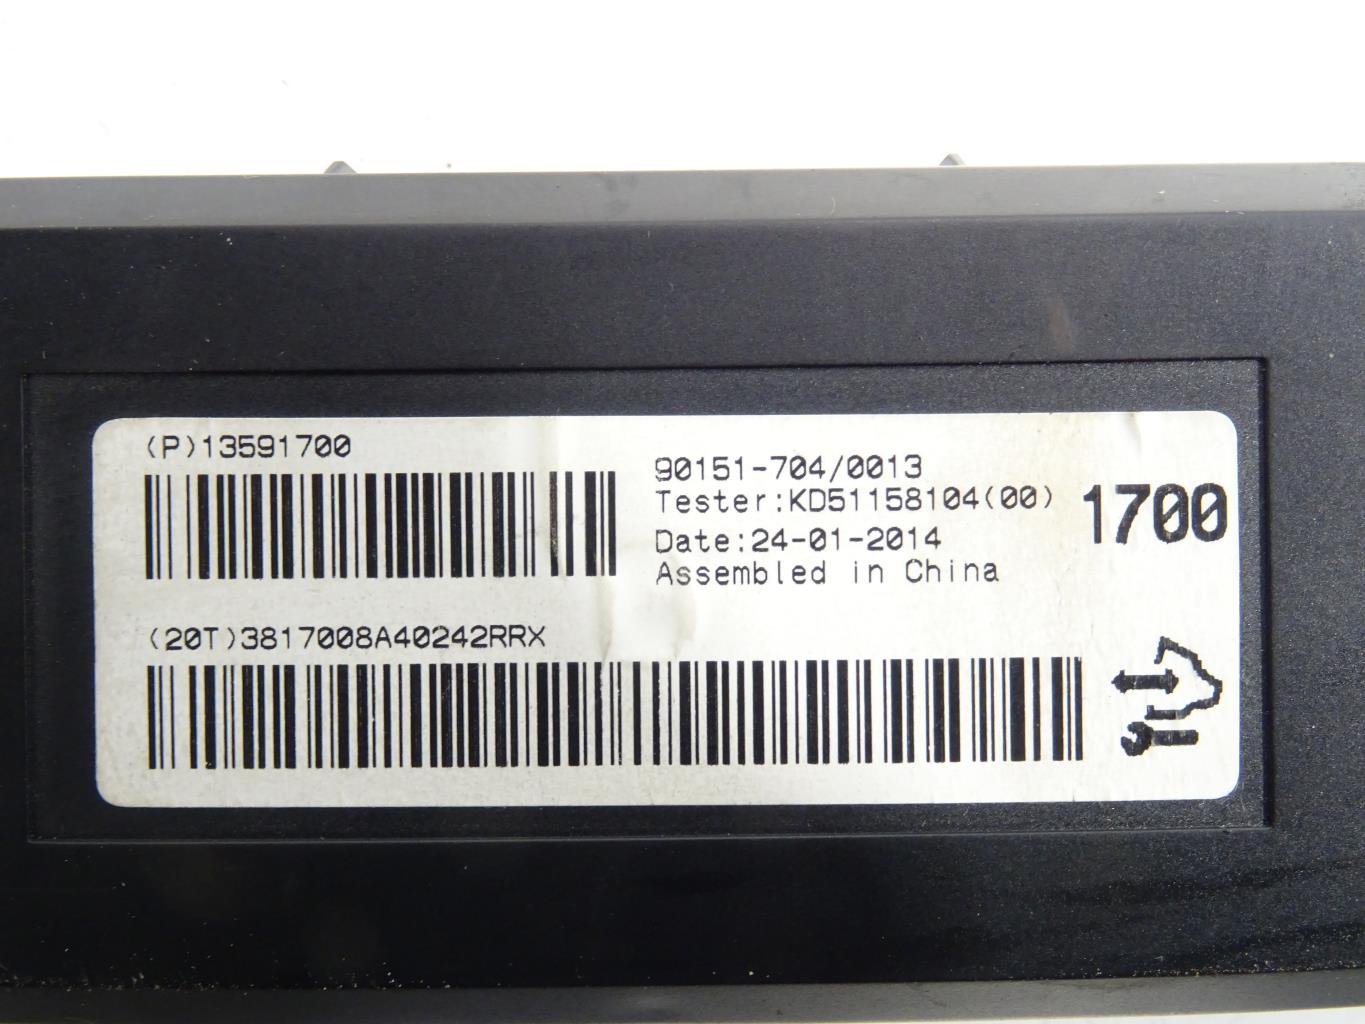 (P)13591700
90151-704/0013
Tester:KD51158104(00)
Date:24-01-2014
Assembled in China
1700
(20T)3817008A40242RRX